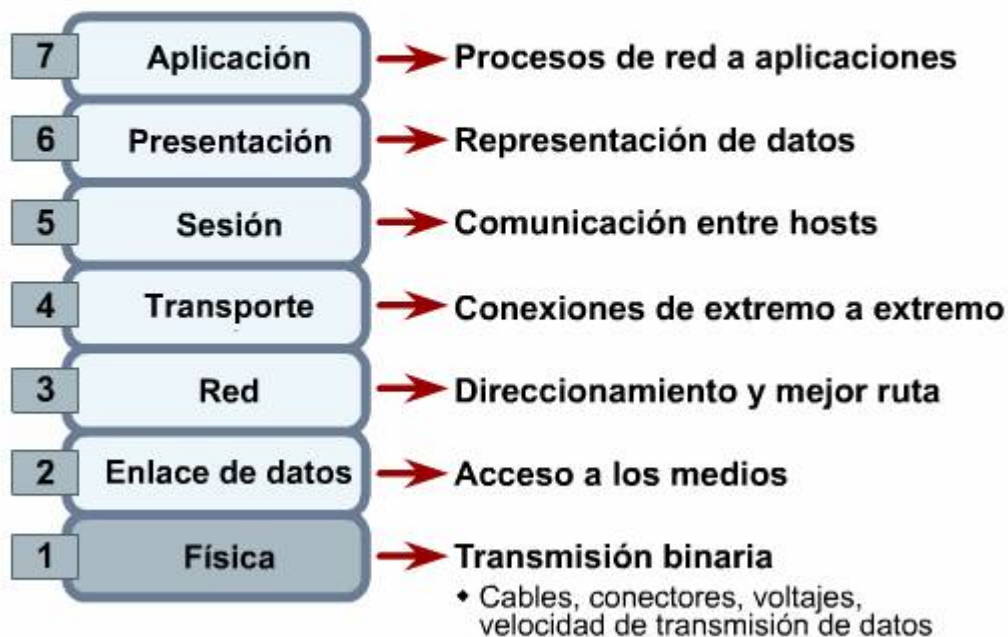 7 Aplicación Procesos de red a aplicaciones
6 Presentación Representación de datos
5 Sesión Comunicación entre hosts
4 Transporte Conexiones de extremo a extremo
3 Red Direccionamiento y mejor ruta
2 Enlace de datos Acceso a los medios
1 Física Transmisión binaria
◆ Cables, conectores, voltajes,
velocidad de transmisión de datos